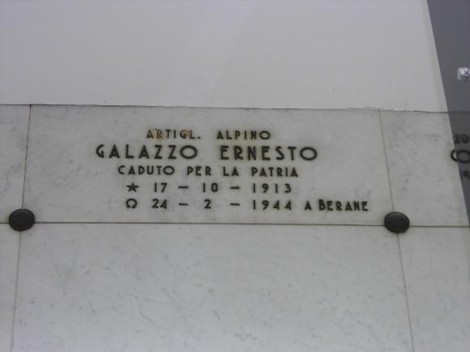 ARTIGL. ALPINO
GALAZZO ERNESTO
CADUTO PER LA PATRIA
★ 17 - 10 - 1913
Ω 24 - 2 - 1944 A BERANE